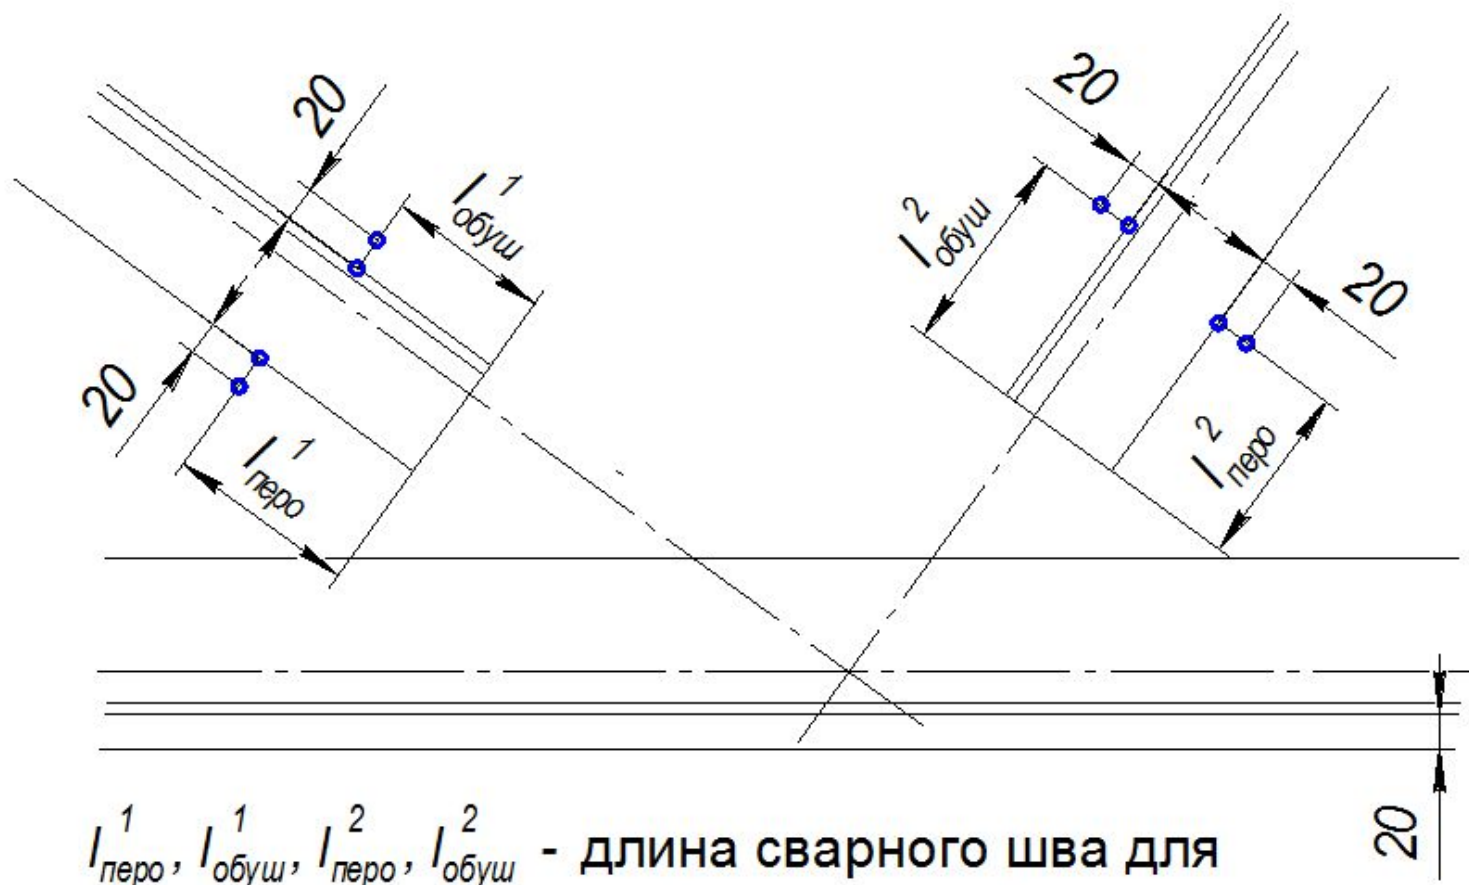 20
l¹обуш
20
l¹перо
20
l²обуш
20
l²перо
20
l¹перо, l¹обуш, l²перо, l²обуш - длина сварного шва для